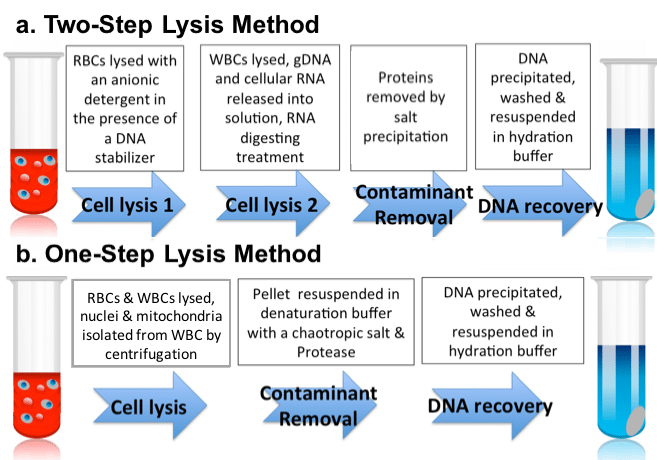 a. Two-Step Lysis Method
RBCs lysed with
an anionic
detergent in
the presence of
a DNA
stabilizer
WBCs lysed, gDNA
and cellular RNA
released into
solution, RNA
digesting
treatment
Proteins
removed by
salt
precipitation
DNA
precipitated,
washed &
resuspended
in hydration
buffer
Cell lysis 1
Cell lysis 2
Contaminant
Removal
DNA recovery
b. One-Step Lysis Method
RBCs & WBCs lysed,
nuclei & mitochondria
isolated from WBC by
centrifugation
Pellet resuspended in
denaturation buffer
with a chaotropic salt &
Protease
DNA precipitated,
washed &
resuspended in
hydration buffer
Cell lysis
Contaminant
Removal
DNA recovery